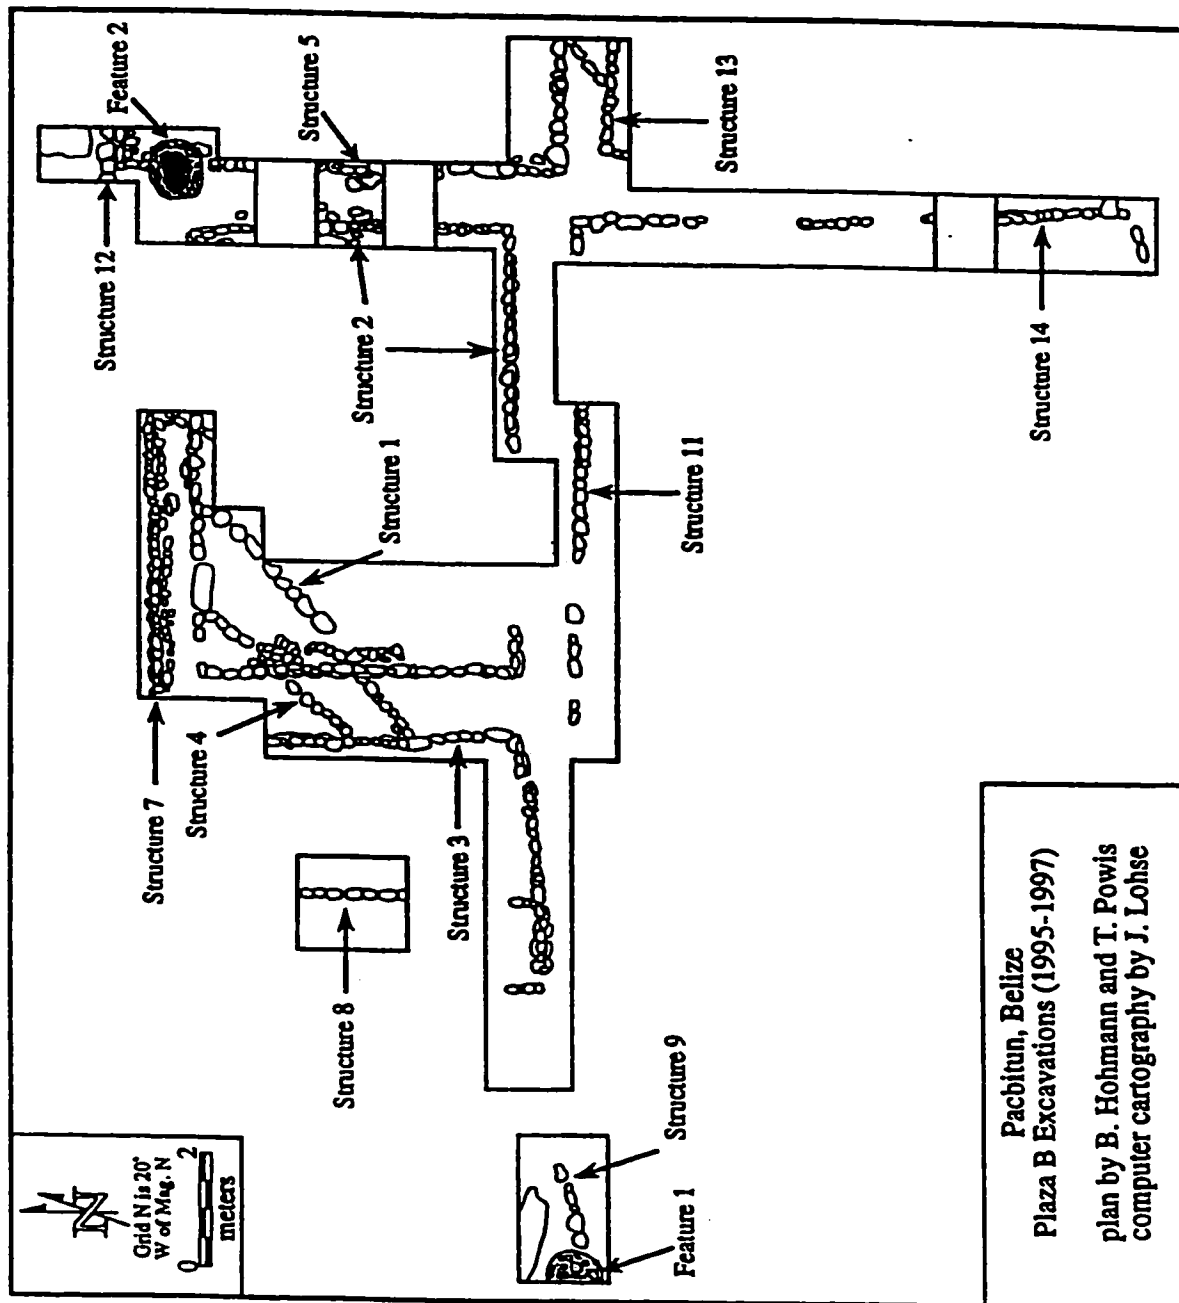 Feature 2
Structure 5
Structure 13
Structure 12
Structure 2
Structure 14
Structure 1
Structure 11
Structure 7
Structure 4
Structure 3
Structure 8
Structure 9
Feature 1
N
Grid N is 20°
W of Mag. N
0 2
meters
Pacbitun, Belize
Plaza B Excavations (1995-1997)
plan by B. Hohmann and T. Powis
computer cartography by J. Lohse